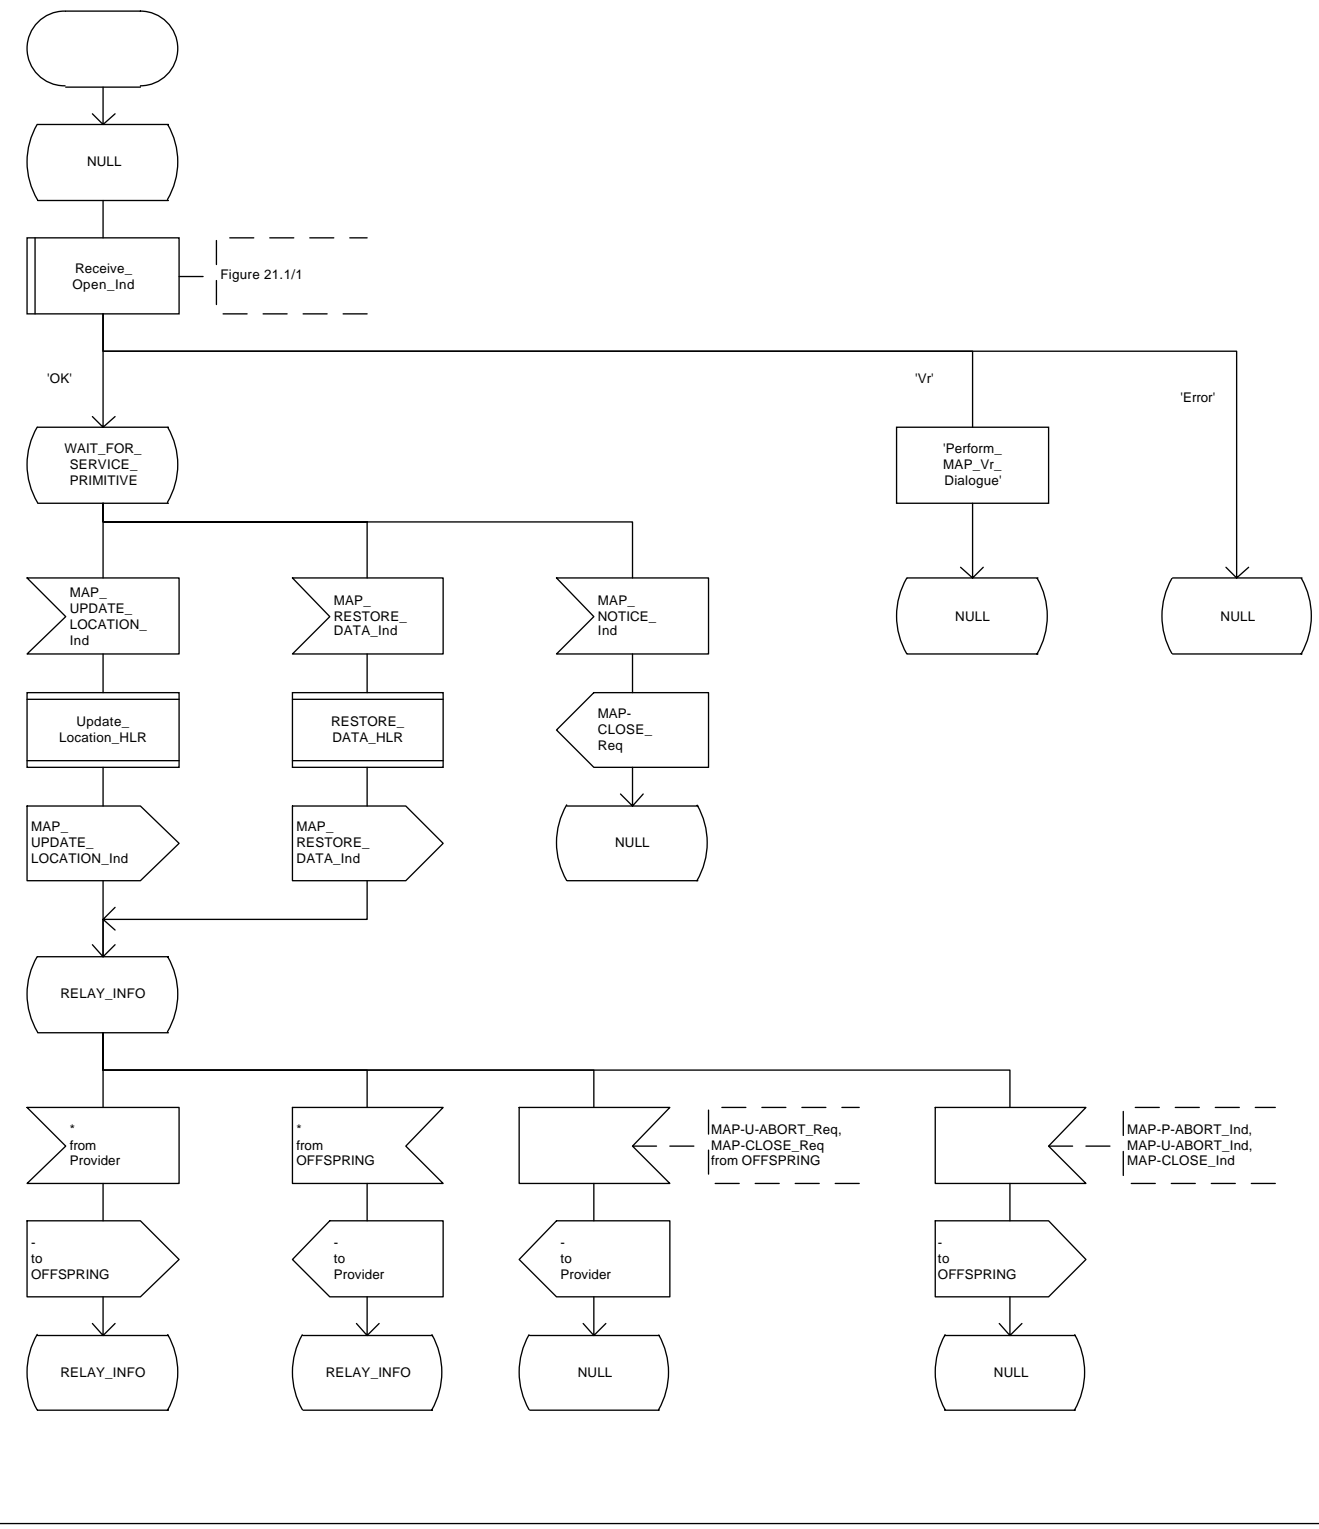 NULL
Receive_
Open_Ind
Figure 21.1/1
'OK'
'Vr'
'Error'
WAIT_FOR_
SERVICE_
PRIMITIVE
'Perform_
MAP_Vr_
Dialogue'
MAP_
UPDATE_
LOCATION_
Ind
MAP_
RESTORE_
DATA_Ind
MAP_
NOTICE_
Ind
NULL
NULL
Update_
Location_HLR
RESTORE_
DATA_HLR
MAP-
CLOSE_
Req
MAP_
UPDATE_
LOCATION_Ind
MAP_
RESTORE_
DATA_Ind
NULL
RELAY_INFO
*
from
Provider
*
from
OFFSPRING
MAP-U-ABORT_Req,
MAP-CLOSE_Req
from OFFSPRING
MAP-P-ABORT_Ind,
MAP-U-ABORT_Ind,
MAP-CLOSE_Ind
-
to
OFFSPRING
-
to
Provider
-
to
Provider
-
to
OFFSPRING
RELAY_INFO
RELAY_INFO
NULL
NULL